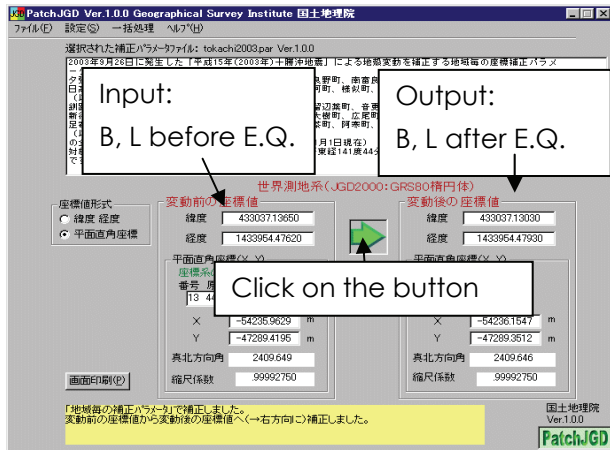 PatchJGD Ver.1.0.0 Geographical Survey Institute 国土地理院
ファイル(F) 設定(S) 一括処理 ヘルプ(H)
選択された補正パラメータファイル: tokachi2003.par Ver.1.0.0
2003年9月26日に発生した「平成15年(2003年)十勝沖地震」による地殻変動を補正する地域毎の座標補正パラメ
Input:
B, L before E.Q.
Output:
B, L after E.Q.
世界測地系(JGD2000:GRS80楕円体)
座標値形式
緯度 経度
平面直角座標
変動前の座標値
緯度 433037.13650
経度 1433954.47620
変動後の座標値
緯度 433037.13030
経度 1433954.47930
Click on the button
X -54235.9629 m
Y -47289.4195 m
真北方向角 2409.649
縮尺係数 .99992750
X -54236.1547 m
Y -47289.3512 m
真北方向角 2409.646
縮尺係数 .99992750
画面印刷(P)
「地域毎の補正パラメータ」で補正しました。
変動前の座標値から変動後の座標値へ(→右方向に)補正しました。
国土地理院
Ver.1.0.0
PatchJGD